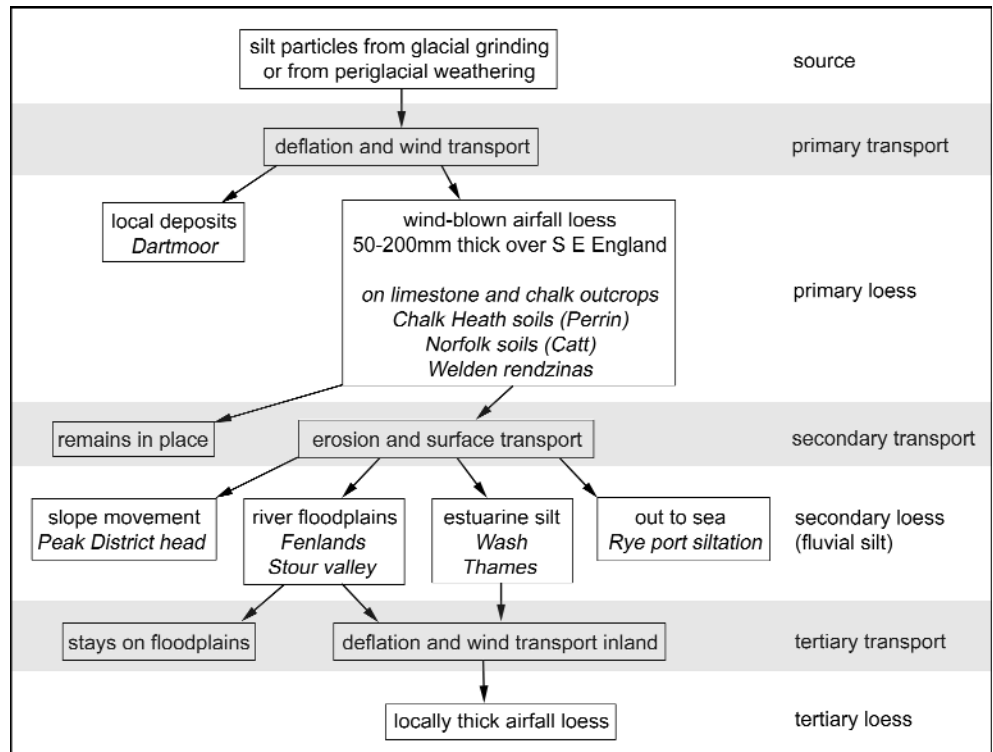 silt particles from glacial grinding
or from periglacial weathering
source
deflation and wind transport
primary transport
local deposits
Dartmoor
wind-blown airfall loess
50-200mm thick over S E England
on limestone and chalk outcrops
Chalk Heath soils (Perrin)
Norfolk soils (Catt)
Welden rendzinas
primary loess
remains in place
erosion and surface transport
secondary transport
slope movement
Peak District head
river floodplains
Fenlands
Stour valley
estuarine silt
Wash
Thames
out to sea
Rye port siltation
secondary loess
(fluvial silt)
stays on floodplains
deflation and wind transport inland
tertiary transport
locally thick airfall loess
tertiary loess